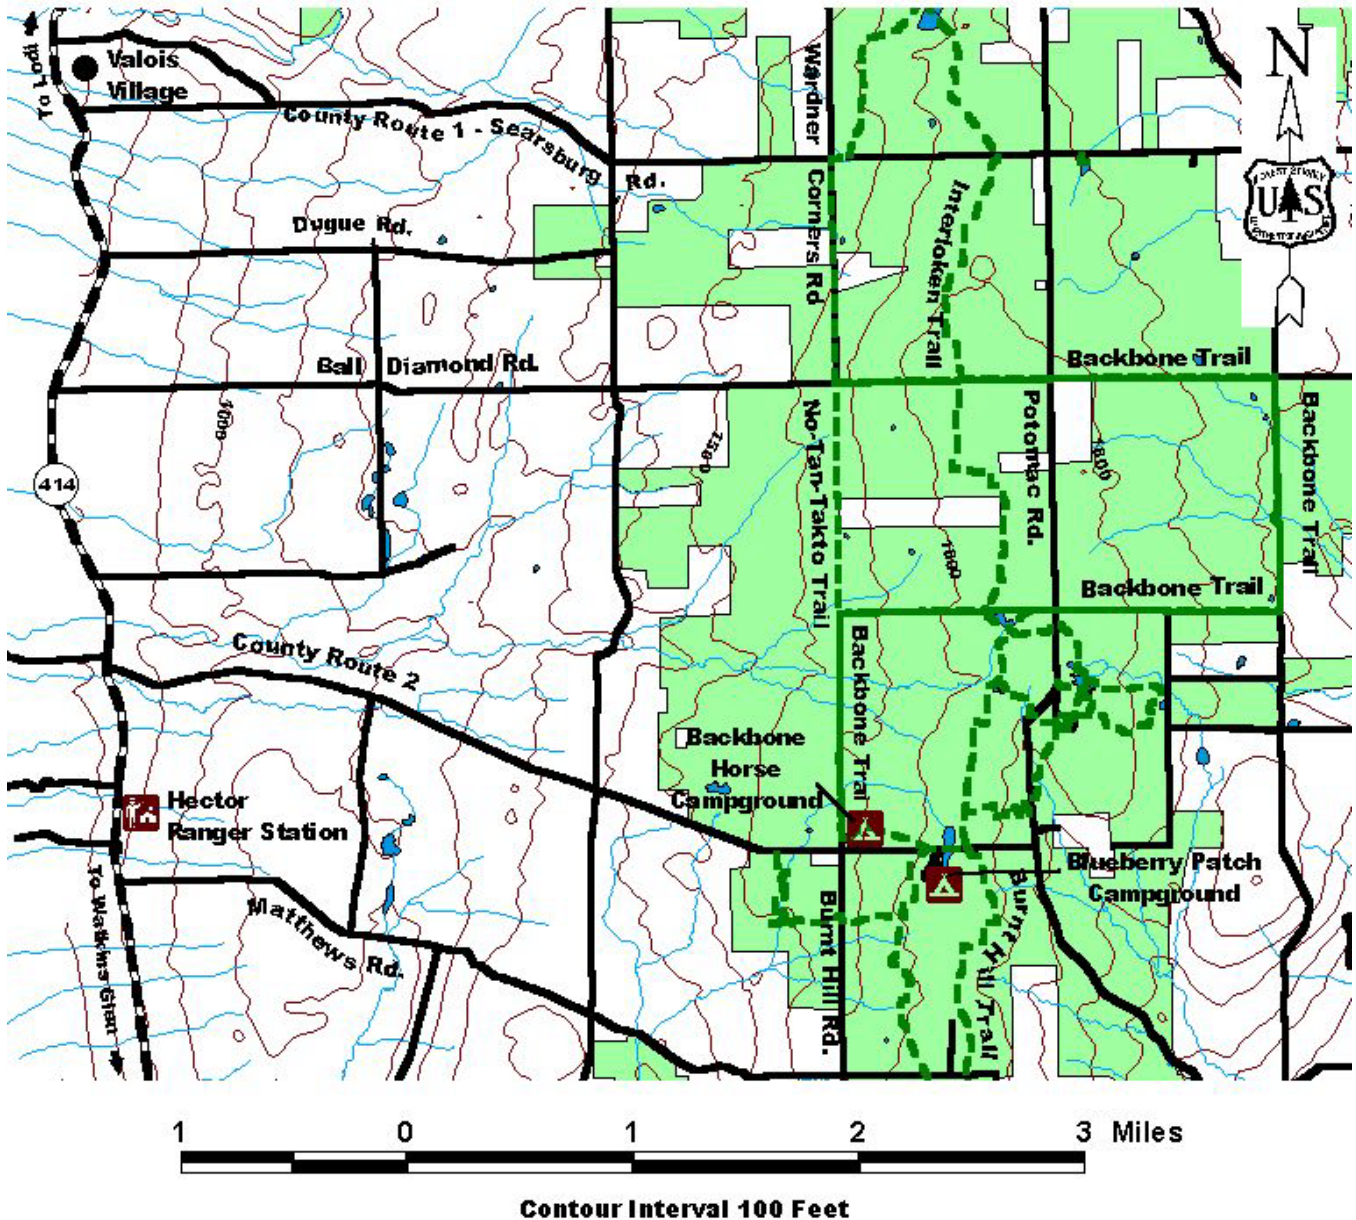 To Lodi
Valois
Village
County Route 1 - Searsburg Rd.
Dugue Rd.
Wardner Corners Rd
Interloken Trail
N
US
Ball Diamond Rd.
Backbone Trail
1000
1500
No-Tan-Takto Trail
Potomac Rd.
1800
Backbone Trail
414
1800
Backbone Trail
County Route 2
Backbone Trail
Backbone
Horse
Campground
Hector
Ranger Station
Blueberry Patch
Campground
To Watkins Glen
Matthews Rd.
Burnt Hill Rd.
Burnt Hill Trail
1 0 1 2 3 Miles
Contour Interval 100 Feet